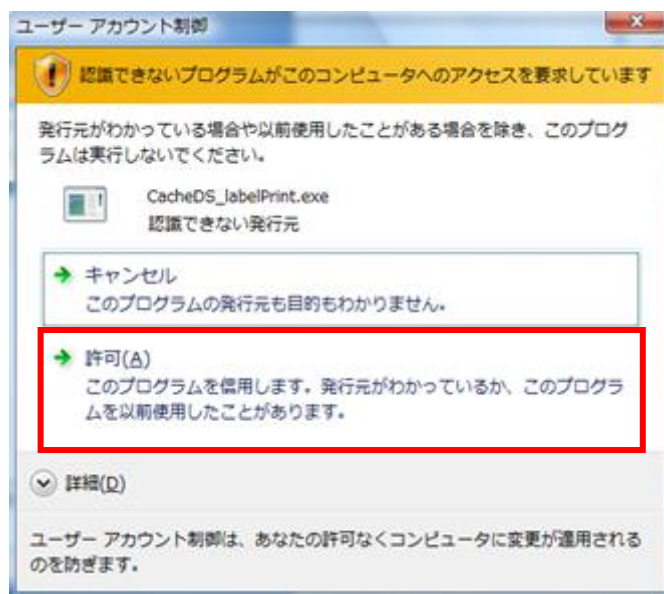 ユーザー アカウント制御
認識できないプログラムがこのコンピュータへのアクセスを要求しています
発行元がわかっている場合や以前使用したことがある場合を除き、このプログ
ラムは実行しないでください。
CacheDS_labelPrint.exe
認識できない発行元
キャンセル
このプログラムの発行元も目的もわかりません。
許可(A)
このプログラムを信用します。発行元がわかっているか、このプログラ
ムを以前使用したことがあります。
詳細(D)
ユーザー アカウント制御は、あなたの許可なくコンピュータに変更が適用される
のを防ぎます。